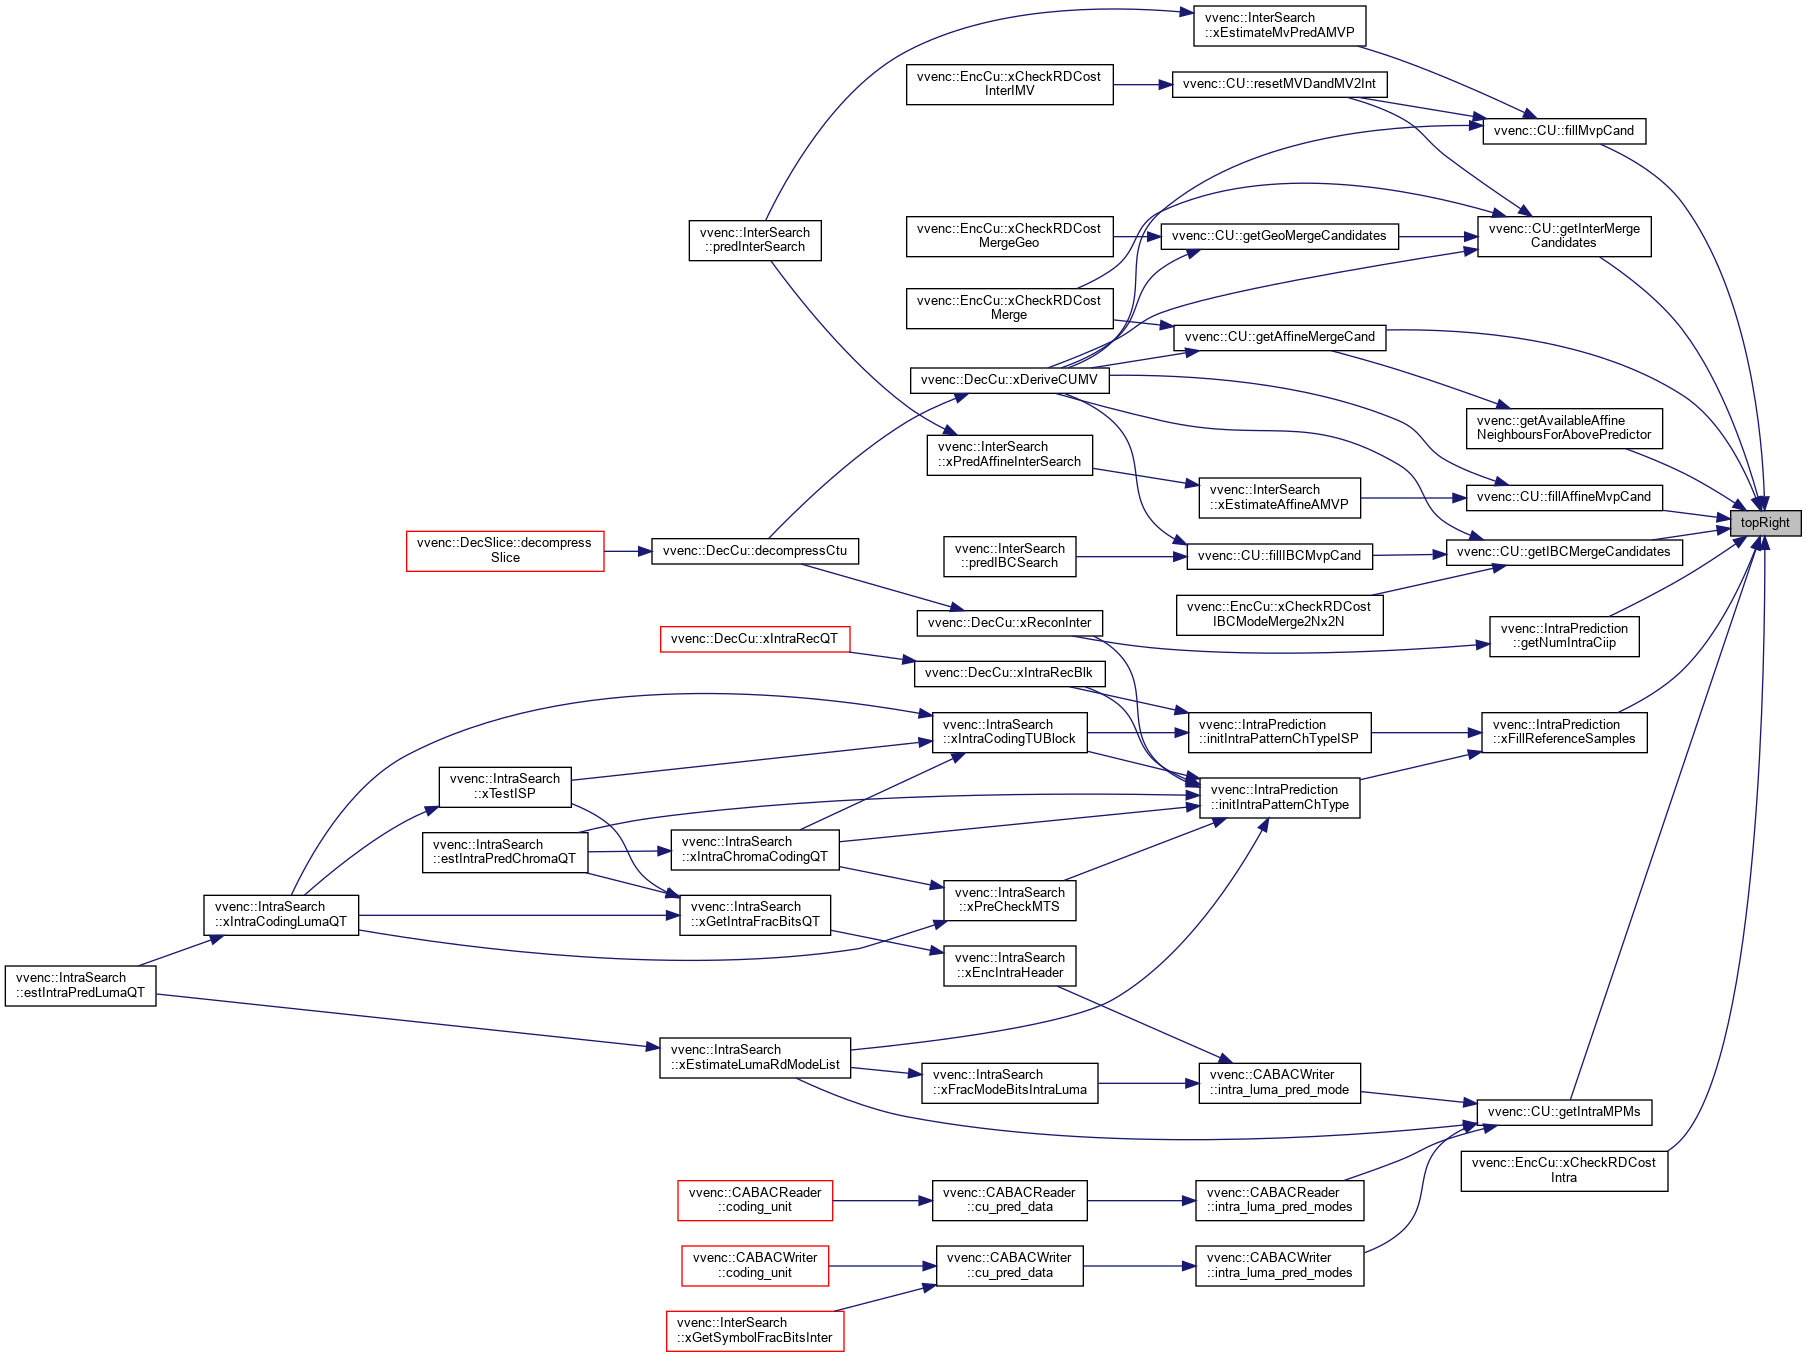 vvenc::InterSearch
::xEstimateMvPredAMVP
vvenc::EncCu::xCheckRDCost
InterIMV
vvenc::CU::resetMVDandMV2Int
vvenc::CU::fillMvpCand
vvenc::InterSearch
::predInterSearch
vvenc::EncCu::xCheckRDCost
MergeGeo
vvenc::CU::getGeoMergeCandidates
vvenc::CU::getInterMerge
Candidates
vvenc::EncCu::xCheckRDCost
Merge
vvenc::CU::getAffineMergeCand
vvenc::DecCu::xDeriveCUMV
vvenc::getAvailableAffine
NeighboursForAbovePredictor
vvenc::InterSearch
::xPredAffineInterSearch
vvenc::InterSearch
::xEstimateAffineAMVP
vvenc::CU::fillAffineMvpCand
topRight
vvenc::DecSlice::decompress
Slice
vvenc::DecCu::decompressCtu
vvenc::InterSearch
::predIBCSearch
vvenc::CU::fillIBCMvpCand
vvenc::CU::getIBCMergeCandidates
vvenc::EncCu::xCheckRDCost
IBCModeMerge2Nx2N
vvenc::DecCu::xReconInter
vvenc::IntraPrediction
::getNumIntraCiip
vvenc::DecCu::xIntraRecQT
vvenc::DecCu::xIntraRecBlk
vvenc::IntraSearch
::xIntraCodingTUBlock
vvenc::IntraPrediction
::initIntraPatternChTypeISP
vvenc::IntraPrediction
::xFillReferenceSamples
vvenc::IntraSearch
::xTestISP
vvenc::IntraPrediction
::initIntraPatternChType
vvenc::IntraSearch
::estIntraPredChromaQT
vvenc::IntraSearch
::xIntraChromaCodingQT
vvenc::IntraSearch
::xPreCheckMTS
vvenc::IntraSearch
::xIntraCodingLumaQT
vvenc::IntraSearch
::xGetIntraFracBitsQT
vvenc::IntraSearch
::xEncIntraHeader
vvenc::IntraSearch
::estIntraPredLumaQT
vvenc::IntraSearch
::xEstimateLumaRdModeList
vvenc::IntraSearch
::xFracModeBitsIntraLuma
vvenc::CABACWriter
::intra_luma_pred_mode
vvenc::CU::getIntraMPMs
vvenc::EncCu::xCheckRDCost
Intra
vvenc::CABACReader
::coding_unit
vvenc::CABACReader
::cu_pred_data
vvenc::CABACReader
::intra_luma_pred_modes
vvenc::CABACWriter
::coding_unit
vvenc::CABACWriter
::cu_pred_data
vvenc::CABACWriter
::intra_luma_pred_modes
vvenc::InterSearch
::xGetSymbolFracBitsInter